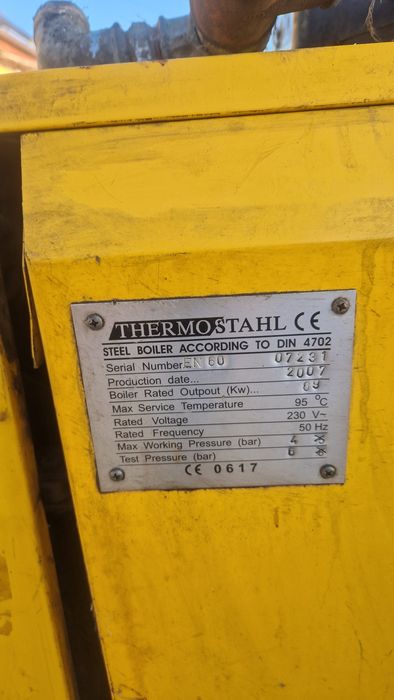 THERMOSTAHL CE
STEEL BOILER ACCORDING TO DIN 4702
Serial Number EN 60 07231
Production date... 2007
Boiler Rated Outpout (Kw)... 69
Max Service Temperature 95 °C
Rated Voltage 230 V~
Rated Frequency 50 Hz
Max Working Pressure (bar) 4
Test Pressure (bar) 6
CE 0617